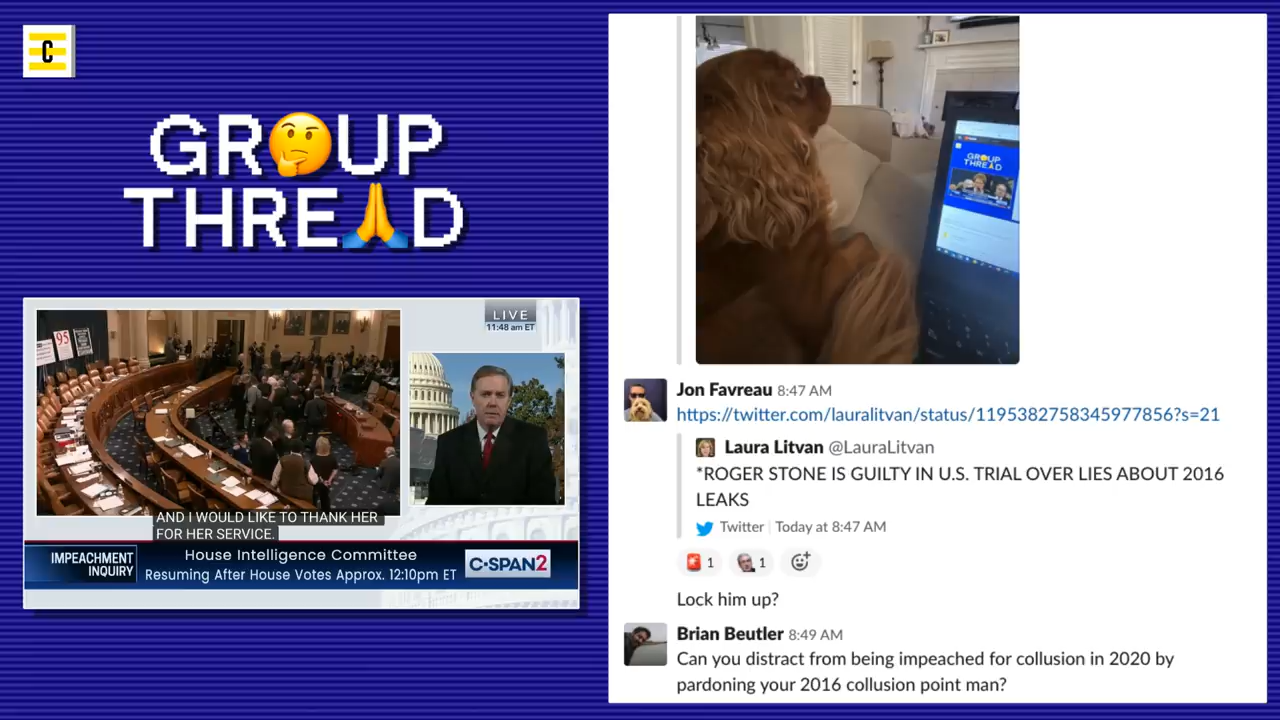 C
GROUP
THREAD
95
LIVE
11:48 am ET
AND I WOULD LIKE TO THANK HER
FOR HER SERVICE.
IMPEACHMENT
INQUIRY
House Intelligence Committee
Resuming After House Votes Approx. 12:10pm ET
C-SPAN2
GROUP
THREAD
Jon Favreau 8:47 AM
https://twitter.com/lauralitvan/status/1195382758345977856?s=21
Laura Litvan @LauraLitvan
*ROGER STONE IS GUILTY IN U.S. TRIAL OVER LIES ABOUT 2016
LEAKS
Twitter Today at 8:47 AM
1 1
Lock him up?
Brian Beutler 8:49 AM
Can you distract from being impeached for collusion in 2020 by
pardoning your 2016 collusion point man?